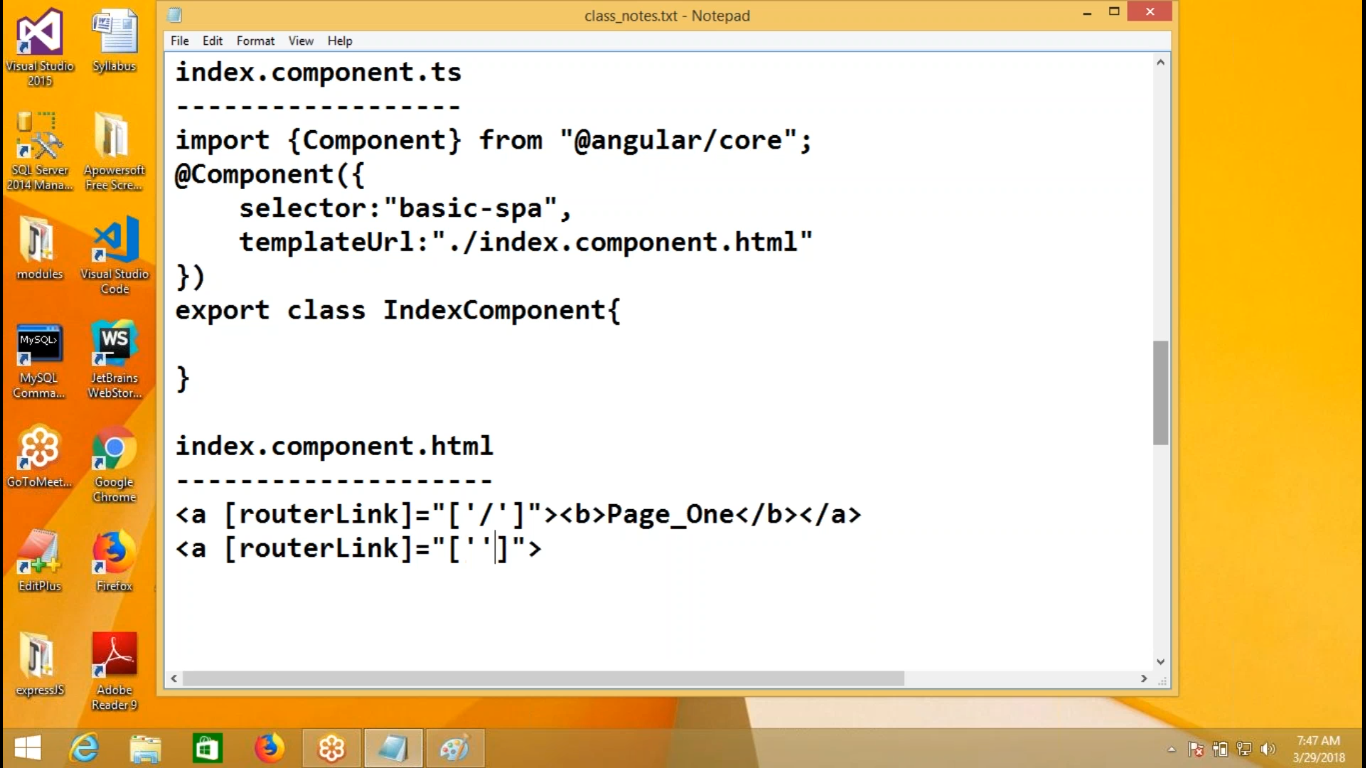 class_notes.txt - Notepad
File Edit Format View Help
index.component.ts
------------------
import {Component} from "@angular/core";
@Component({
    selector:"basic-spa",
    templateUrl:"./index.component.html"
})
export class IndexComponent{
}
index.component.html
--------------------
<a [routerLink]="['/']"><b>Page_One</b></a>
<a [routerLink]="['']">
Visual Studio
2015
Syllabus
SQL Server
2014 Mana...
Apowersoft
Free Scre...
modules
Visual Studio
Code
MySQL>
MySQL
Comma...
WS
JetBrains
WebStor...
GoToMeet...
Google
Chrome
EditPlus
Firefox
expressJS
Adobe
Reader 9
7:47 AM
3/29/2018